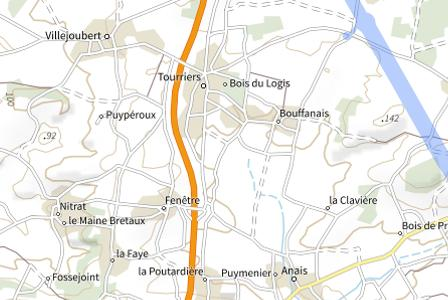 Villejoubert
Tourriers
Bois du Logis
100
Puypéroux
Bouffanais
.142
.92
Nitrat
Fenêtre
la Clavière
le Maine Bretaux
Bois de Pr
la Faye
Fossejoint
la Poutardière
Puymenier
Anais